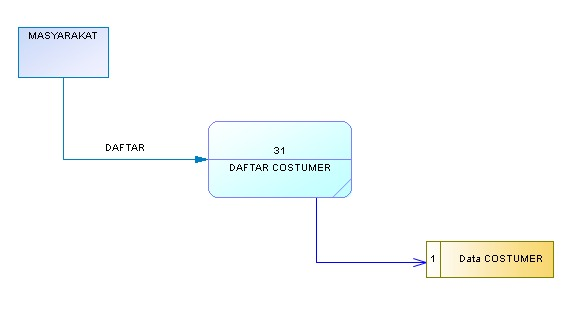 MASYARAKAT
DAFTAR
31
DAFTAR COSTUMER
1
Data COSTUMER